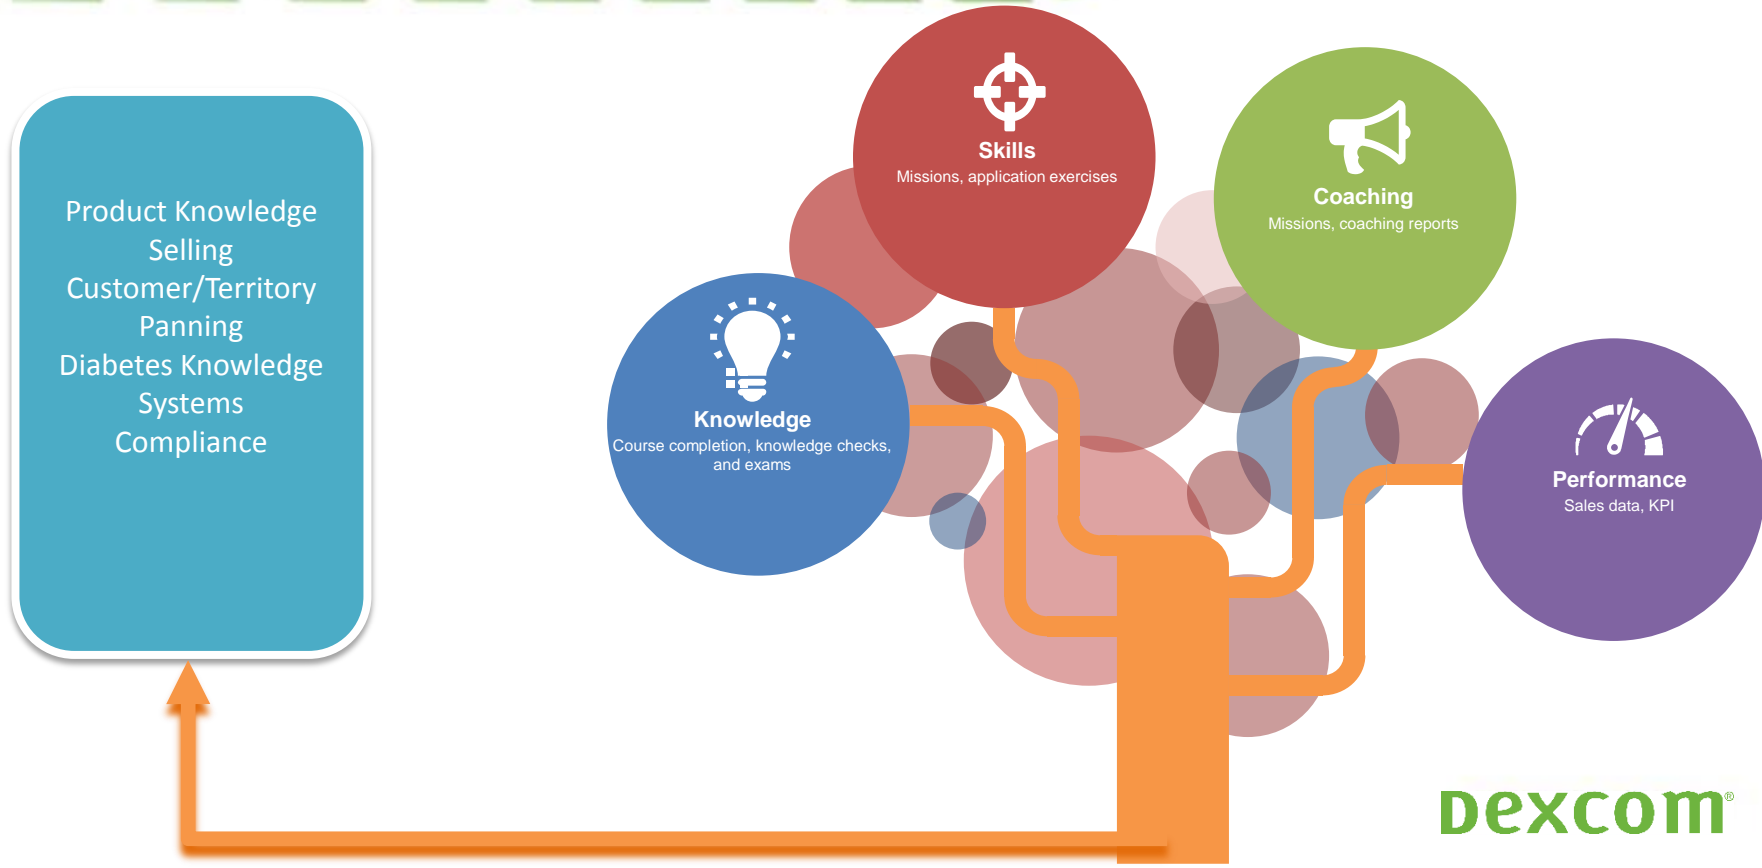 Product Knowledge
Selling
Customer/Territory
Panning
Diabetes Knowledge
Systems
Compliance
Skills
Missions, application exercises
Coaching
Missions, coaching reports
Knowledge
Course completion, knowledge checks,
and exams
Performance
Sales data, KPI
Dexcom®